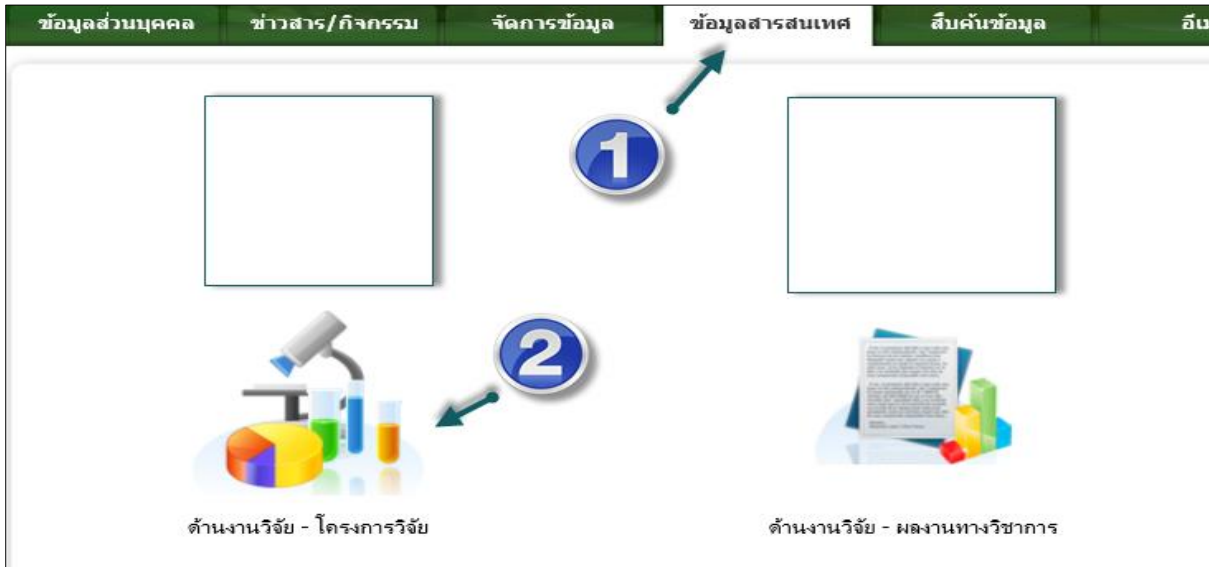 ข้อมูลส่วนบุคคล ข่าวสาร/กิจกรรม จัดการข้อมูล ข้อมูลสารสนเทศ สืบค้นข้อมูล
1
2
ด้านงานวิจัย - โครงการวิจัย ด้านงานวิจัย - ผลงานทางวิชาการ